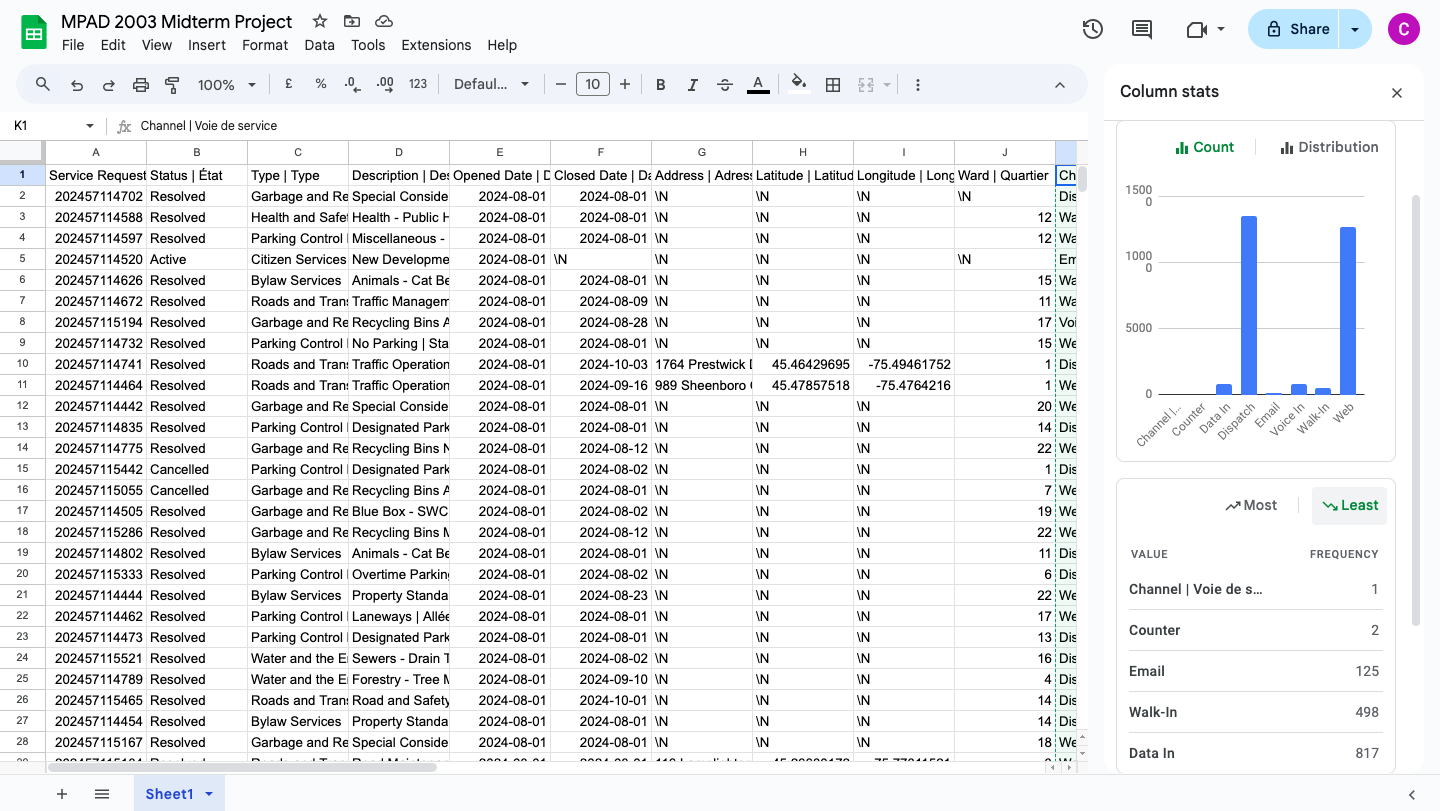 MPAD 2003 Midterm Project
File Edit View Insert Format Data Tools Extensions Help
Share
C
100% £ % .0 .00 123 Defaul... 10 B I S A
K1 fx Channel | Voie de service
A B C D E F G H I J
1 Service Request Status | État Type | Type Description | Des Opened Date | D Closed Date | Da Address | Adress Latitude | Latitud Longitude | Long Ward | Quartier Ch
2 202457114702 Resolved Garbage and Re Special Conside 2024-08-01 2024-08-01 \N \N \N \N Dis
3 202457114588 Resolved Health and Safet Health - Public H 2024-08-01 2024-08-01 \N \N \N 12 Wa
4 202457114597 Resolved Parking Control Miscellaneous - 2024-08-01 2024-08-01 \N \N \N 12 Wa
5 202457114520 Active Citizen Services New Developme 2024-08-01 \N \N \N \N \N Em
6 202457114626 Resolved Bylaw Services Animals - Cat Be 2024-08-01 2024-08-01 \N \N \N 15 Wa
7 202457114672 Resolved Roads and Trans Traffic Managem 2024-08-01 2024-08-09 \N \N \N 11 Wa
8 202457115194 Resolved Garbage and Re Recycling Bins A 2024-08-01 2024-08-28 \N \N \N 17 Voi
9 202457114732 Resolved Parking Control No Parking | Sta 2024-08-01 2024-08-01 \N \N \N 15 We
10 202457114741 Resolved Roads and Trans Traffic Operation 2024-08-01 2024-10-03 1764 Prestwick D 45.46429695 -75.49461752 1 Dis
11 202457114464 Resolved Roads and Trans Traffic Operation 2024-08-01 2024-09-16 989 Sheenboro C 45.47857518 -75.4764216 1 We
12 202457114442 Resolved Garbage and Re Special Conside 2024-08-01 2024-08-01 \N \N \N 20 We
13 202457114835 Resolved Parking Control Designated Park 2024-08-01 2024-08-01 \N \N \N 14 Dis
14 202457114775 Resolved Garbage and Re Recycling Bins N 2024-08-01 2024-08-12 \N \N \N 22 We
15 202457115442 Cancelled Parking Control Designated Park 2024-08-01 2024-08-02 \N \N \N 1 Dis
16 202457115055 Cancelled Garbage and Re Recycling Bins A 2024-08-01 2024-08-01 \N \N \N 7 We
17 202457114505 Resolved Garbage and Re Blue Box - SWC 2024-08-01 2024-08-02 \N \N \N 19 We
18 202457115286 Resolved Garbage and Re Recycling Bins M 2024-08-01 2024-08-12 \N \N \N 22 We
19 202457114802 Resolved Bylaw Services Animals - Cat Be 2024-08-01 2024-08-01 \N \N \N 11 Dis
20 202457115333 Resolved Parking Control Overtime Parking 2024-08-01 2024-08-02 \N \N \N 6 Dis
21 202457114444 Resolved Bylaw Services Property Standa 2024-08-01 2024-08-23 \N \N \N 22 We
22 202457114462 Resolved Parking Control Laneways | Allée 2024-08-01 2024-08-01 \N \N \N 17 We
23 202457114473 Resolved Parking Control Designated Park 2024-08-01 2024-08-01 \N \N \N 13 Dis
24 202457115521 Resolved Water and the E Sewers - Drain T 2024-08-01 2024-08-02 \N \N \N 16 Dis
25 202457114789 Resolved Water and the E Forestry - Tree M 2024-08-01 2024-09-10 \N \N \N 4 Dis
26 202457115465 Resolved Roads and Trans Road and Safety 2024-08-01 2024-10-01 \N \N \N 14 Dis
27 202457114454 Resolved Bylaw Services Property Standa 2024-08-01 2024-08-01 \N \N \N 14 Dis
28 202457115167 Resolved Garbage and Re Special Conside 2024-08-01 2024-08-01 \N \N \N 18 We
Sheet1
Column stats
Count Distribution
1500
0
1000
0
5000
0
Channel |... Counter Data In Dispatch Email Voice In Walk-In Web
Most Least
VALUE FREQUENCY
Channel | Voie de s... 1
Counter 2
Email 125
Walk-In 498
Data In 817